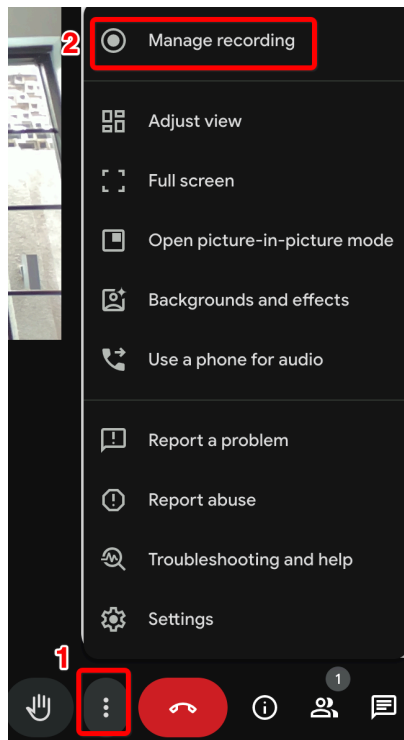 2
Manage recording
Adjust view
Full screen
Open picture-in-picture mode
Backgrounds and effects
Use a phone for audio
Report a problem
Report abuse
Troubleshooting and help
Settings
1
1